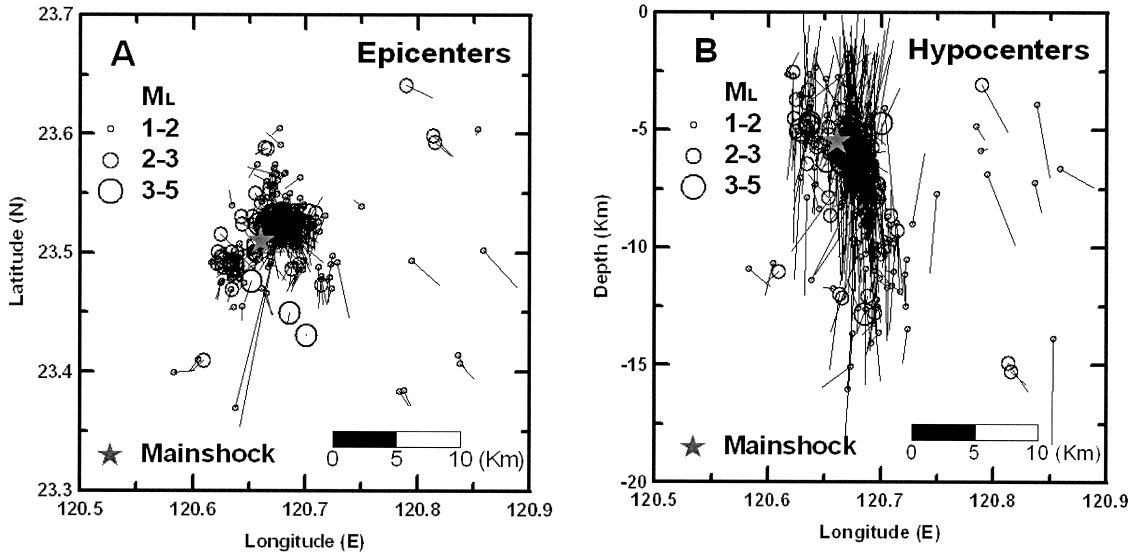 A
Epicenters
ML
1-2
2-3
3-5
Mainshock
0 5 10 (Km)
23.7
23.6
23.5
23.4
23.3
Latitude (N)
120.5 120.6 120.7 120.8 120.9
Longitude (E)
B
Hypocenters
ML
1-2
2-3
3-5
Mainshock
0 5 10 (Km)
0
-5
-10
-15
-20
Depth (Km)
120.5 120.6 120.7 120.8 120.9
Longitude (E)